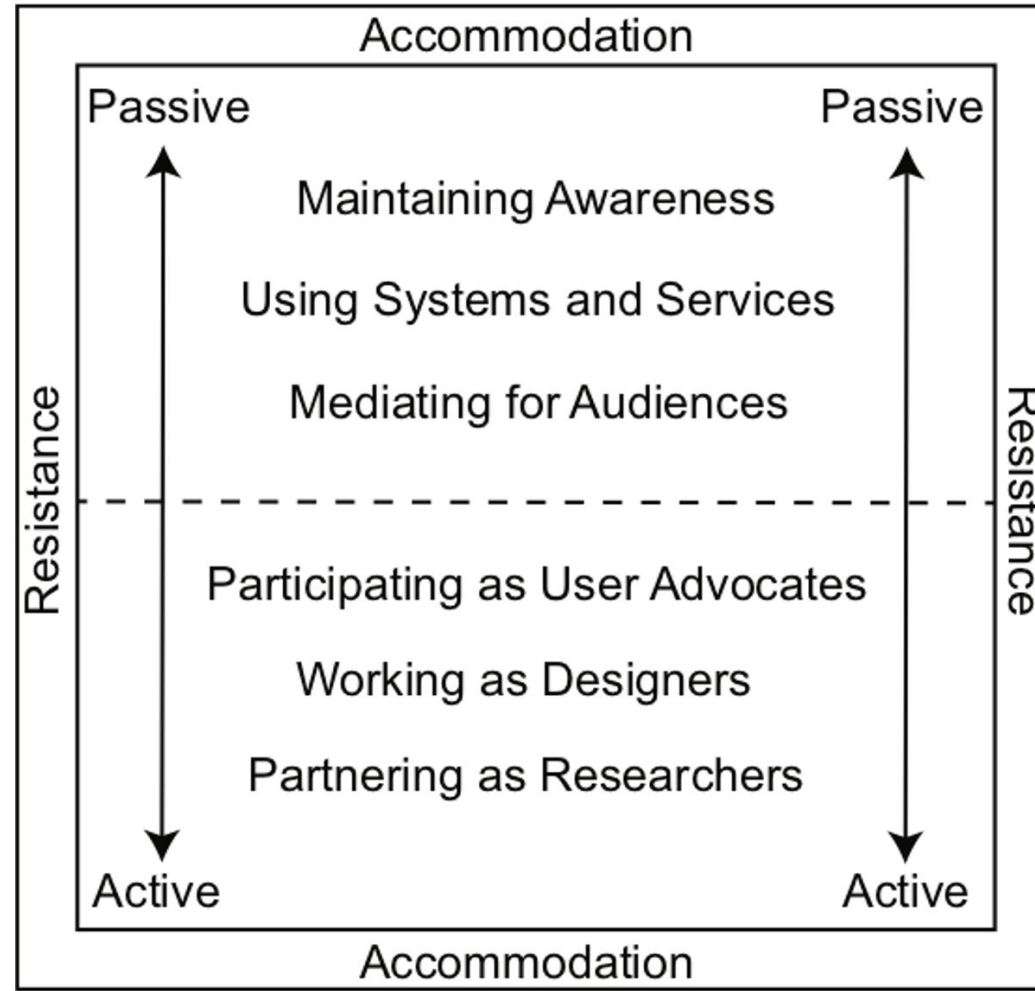 Accommodation
Passive
Passive
Maintaining Awareness
Using Systems and Services
Mediating for Audiences
Resistance
Resistance
Participating as User Advocates
Working as Designers
Partnering as Researchers
Active
Active
Accommodation